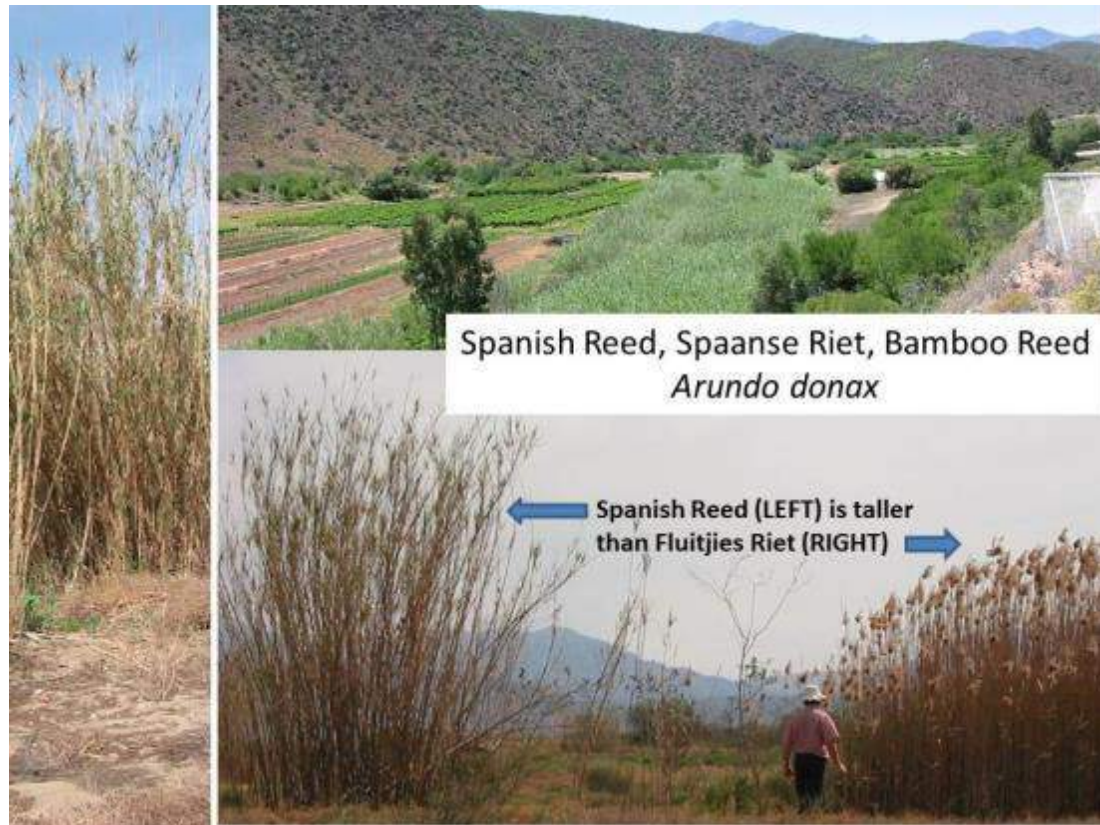 Spanish Reed, Spaanse Riet, Bamboo Reed
Arundo donax
Spanish Reed (LEFT) is taller
than Fluitjies Riet (RIGHT)